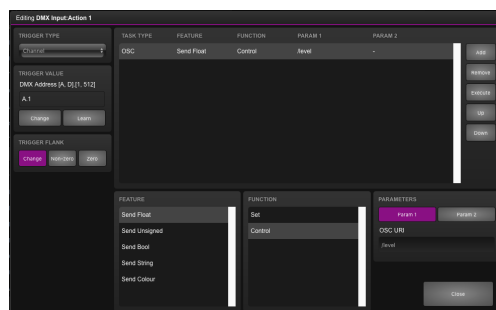 Editing DMX Input:Action 1
TRIGGER TYPE
Channel
TRIGGER VALUE
DMX Address [A, D].[1, 512]
A.1
Change Learn
TRIGGER FLANK
Change Non-Zero Zero
TASK TYPE FEATURE FUNCTION PARAM 1 PARAM 2
OSC Send Float Control /level -
Add
Remove
Execute
Up
Down
FEATURE
Send Float
Send Unsigned
Send Bool
Send String
Send Colour
FUNCTION
Set
Control
PARAMETERS
Param 1 Param 2
OSC URI
/level
Close